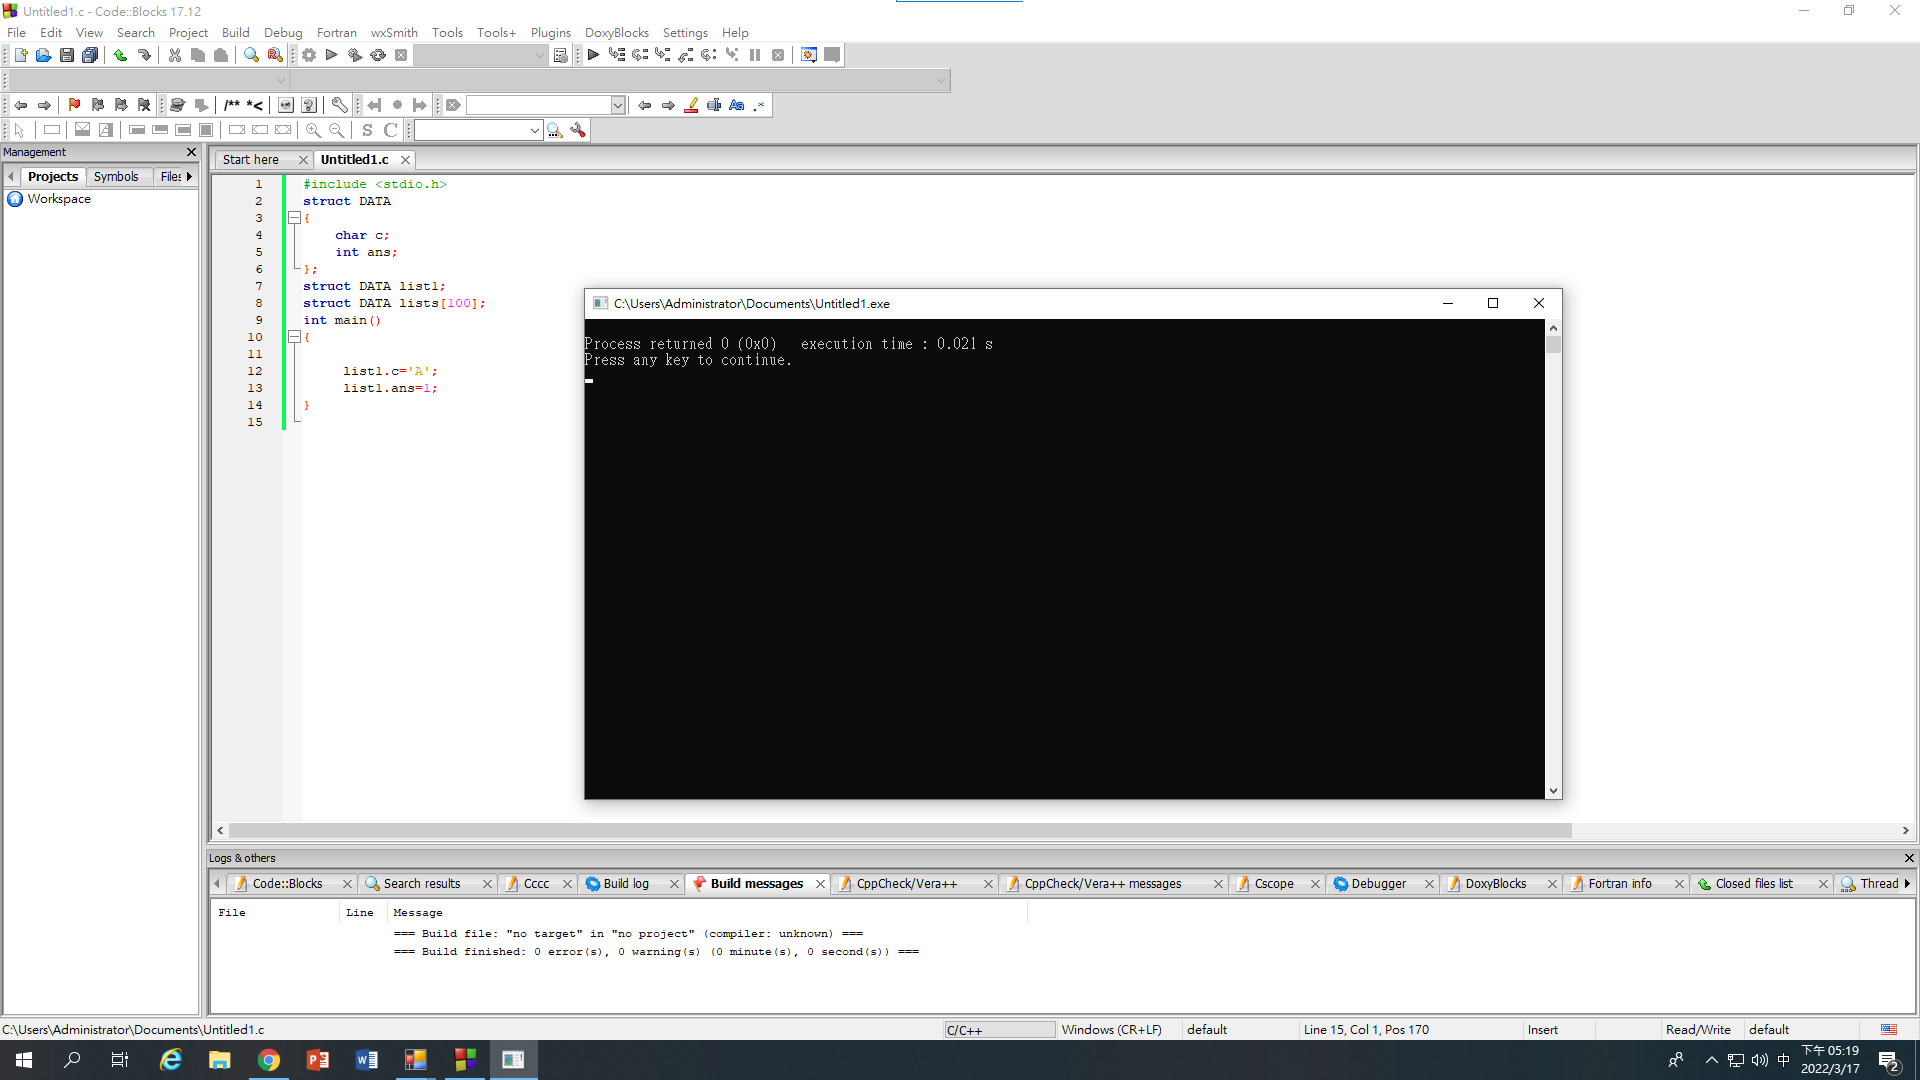 Untitled1.c - Code::Blocks 17.12
File Edit View Search Project Build Debug Fortran wxSmith Tools Tools+ Plugins DoxyBlocks Settings Help
/** *<
Aa .*
S C
Management
Projects Symbols Files
Workspace
Start here Untitled1.c
1 #include <stdio.h>
2 struct DATA
3 {
4 char c;
5 int ans;
6 };
7 struct DATA list1;
8 struct DATA lists[100];
9 int main()
10 {
11
12 list1.c='A';
13 list1.ans=1;
14 }
15
C:\Users\Administrator\Documents\Untitled1.exe
Process returned 0 (0x0)   execution time : 0.021 s
Press any key to continue.
Logs & others
Code::Blocks Search results Cccc Build log Build messages CppCheck/Vera++ CppCheck/Vera++ messages Cscope Debugger DoxyBlocks Fortran info Closed files list Thread
File Line Message
=== Build file: "no target" in "no project" (compiler: unknown) ===
=== Build finished: 0 error(s), 0 warning(s) (0 minute(s), 0 second(s)) ===
C:\Users\Administrator\Documents\Untitled1.c C/C++ Windows (CR+LF) default Line 15, Col 1, Pos 170 Insert Read/Write default
中 下午 05:19
2022/3/17
2